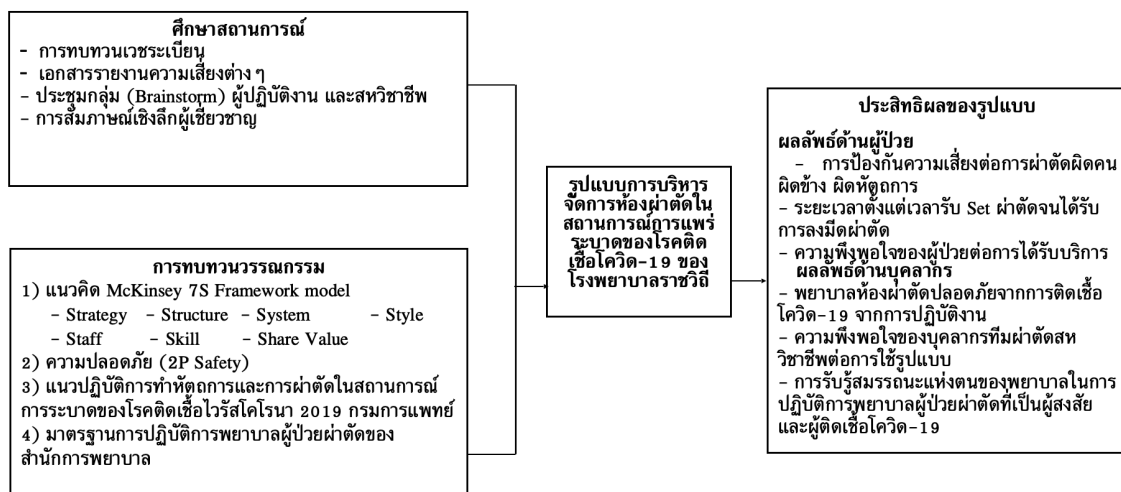 ศึกษาสถานการณ์
- การทบทวนเวชระเบียน
- เอกสารรายงานความเสี่ยงต่าง ๆ
- ประชุมกลุ่ม (Brainstorm) ผู้ปฏิบัติงาน และสหวิชาชีพ
- การสัมภาษณ์เชิงลึกผู้เชี่ยวชาญ
การทบทวนวรรณกรรม
1) แนวคิด McKinsey 7S Framework model
- Strategy - Structure - System - Style
- Staff - Skill - Share Value
2) ความปลอดภัย (2P Safety)
3) แนวปฏิบัติการทำหัตถการและการผ่าตัดในสถานการณ์
การระบาดของโรคติดเชื้อไวรัสโคโรนา 2019 กรมการแพทย์
4) มาตรฐานการปฏิบัติการพยาบาลผู้ป่วยผ่าตัดของ
สำนักการพยาบาล
รูปแบบการบริหาร
จัดการห้องผ่าตัดใน
สถานการณ์การแพร่
ระบาดของโรคติด
เชื้อโควิด-19 ของ
โรงพยาบาลราชวิถี
ประสิทธิผลของรูปแบบ
ผลลัพธ์ด้านผู้ป่วย
- การป้องกันความเสี่ยงต่อการผ่าตัดผิดคน
ผิดข้าง ผิดหัตถการ
- ระยะเวลาตั้งแต่เวลารับ Set ผ่าตัดจนได้รับ
การลงมีดผ่าตัด
- ความพึงพอใจของผู้ป่วยต่อการได้รับบริการ
ผลลัพธ์ด้านบุคลากร
- พยาบาลห้องผ่าตัดปลอดภัยจากการติดเชื้อ
โควิด-19 จากการปฏิบัติงาน
- ความพึงพอใจของบุคลากรทีมผ่าตัดสห
วิชาชีพต่อการใช้รูปแบบ
- การรับรู้สมรรถนะแห่งตนของพยาบาลในการ
ปฏิบัติการพยาบาลผู้ป่วยผ่าตัดที่เป็นผู้สงสัย
และผู้ติดเชื้อโควิด-19